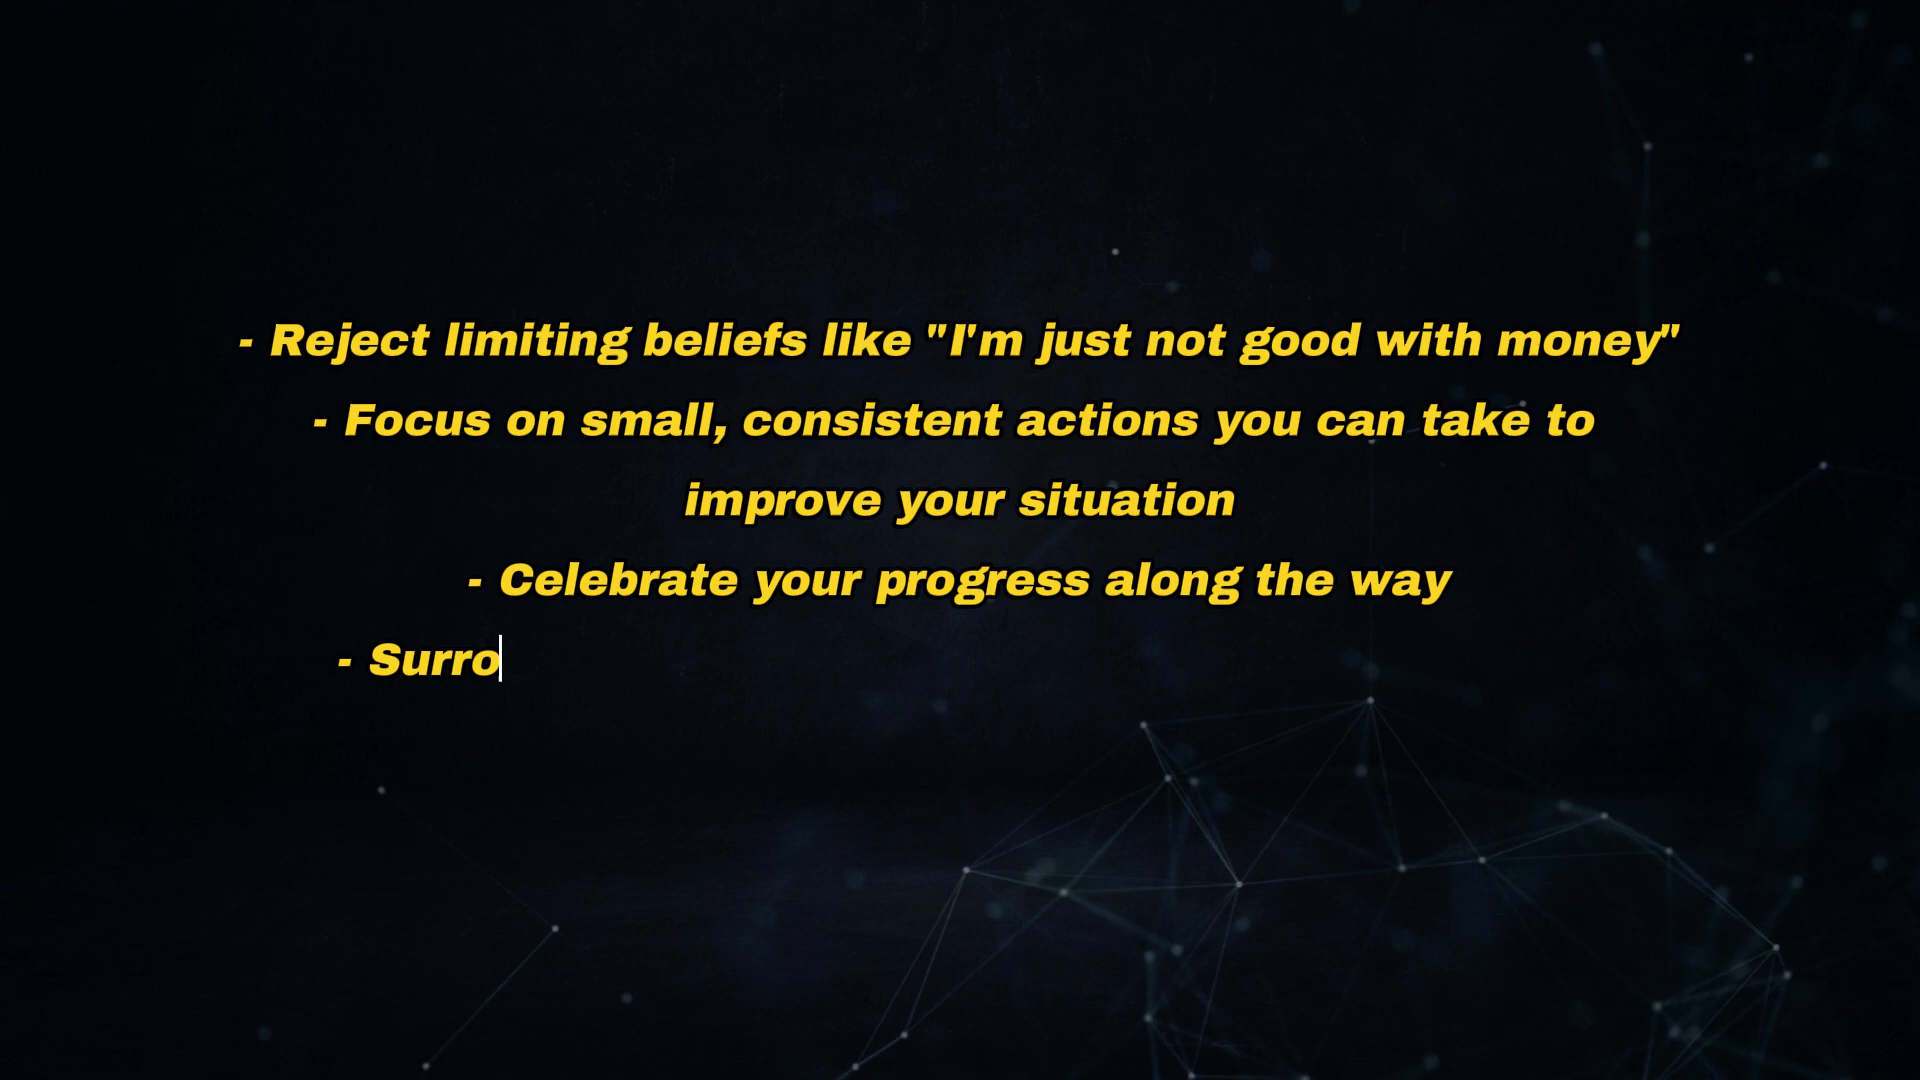 - Reject limiting beliefs like "I'm just not good with money"
- Focus on small, consistent actions you can take to
improve your situation
- Celebrate your progress along the way
- Surro